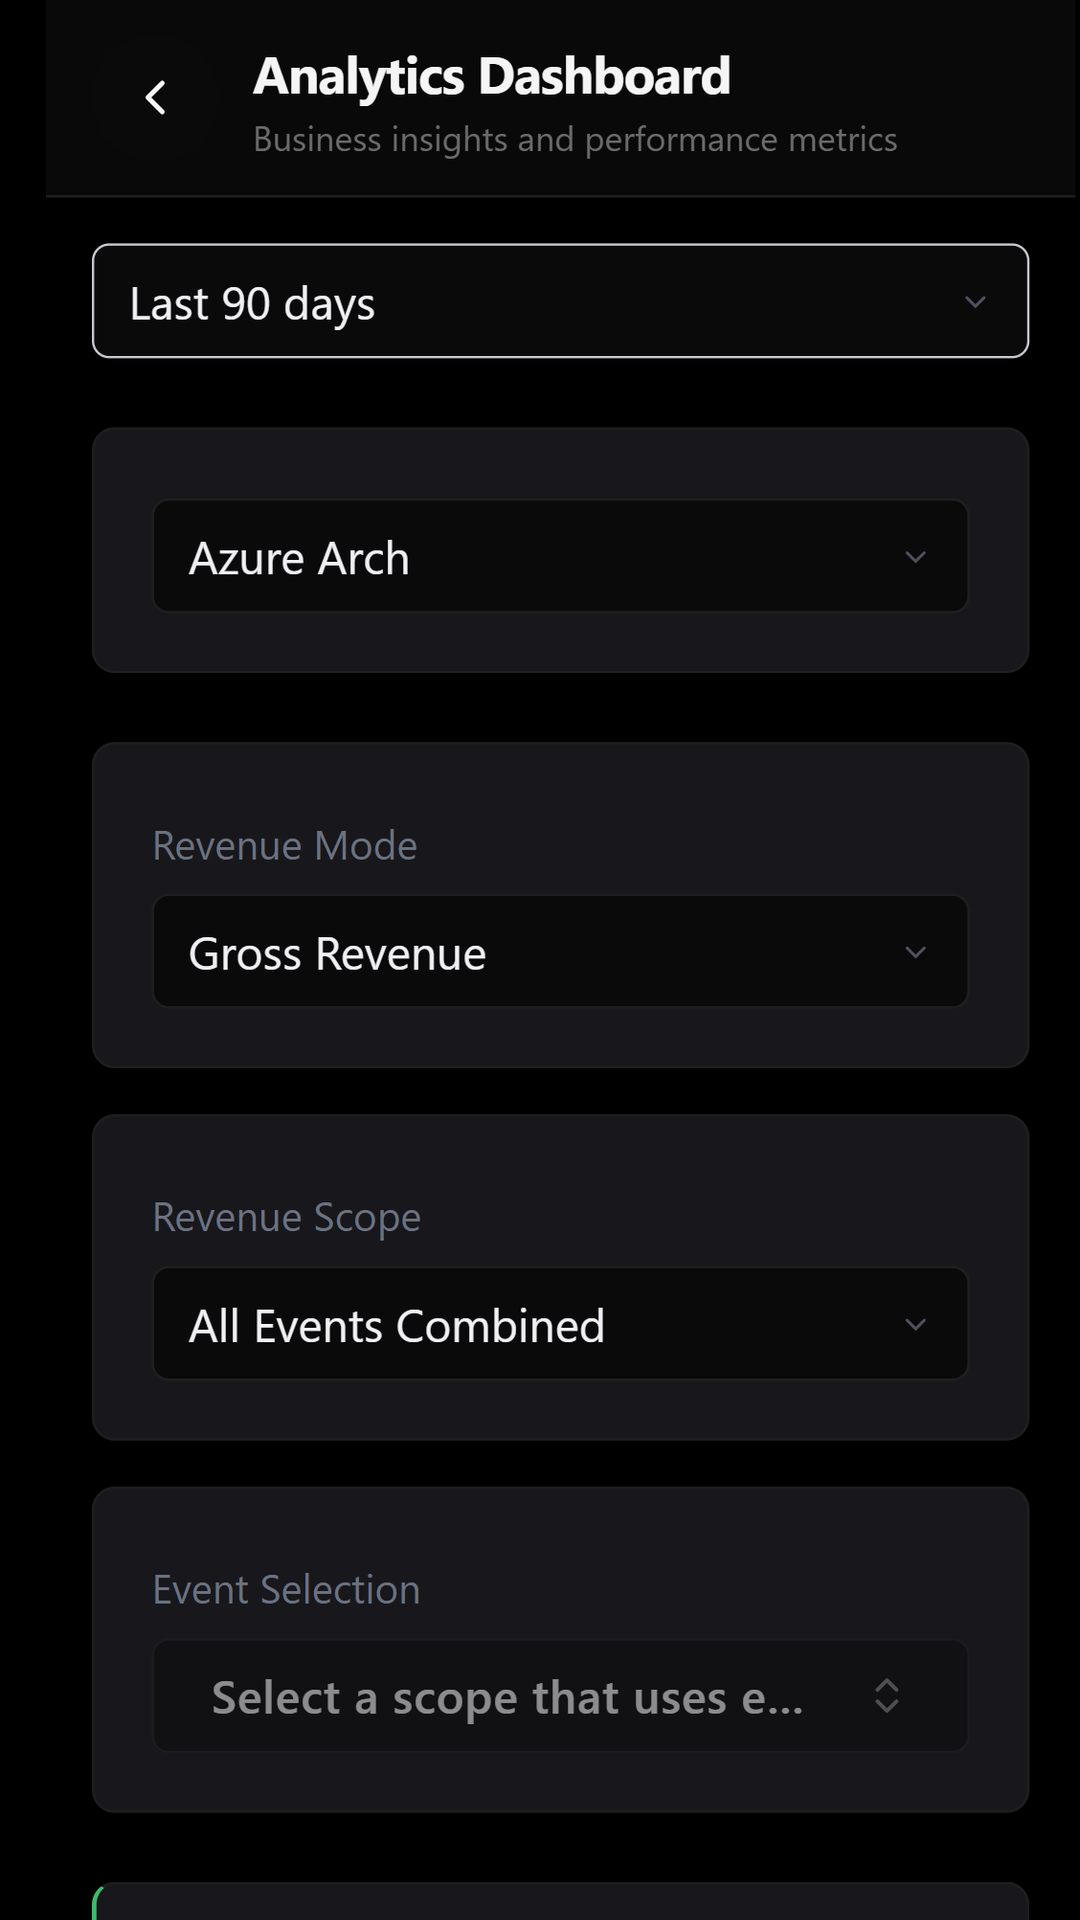 Analytics Dashboard
Business insights and performance metrics
Last 90 days
Azure Arch
Revenue Mode
Gross Revenue
Revenue Scope
All Events Combined
Event Selection
Select a scope that uses e...